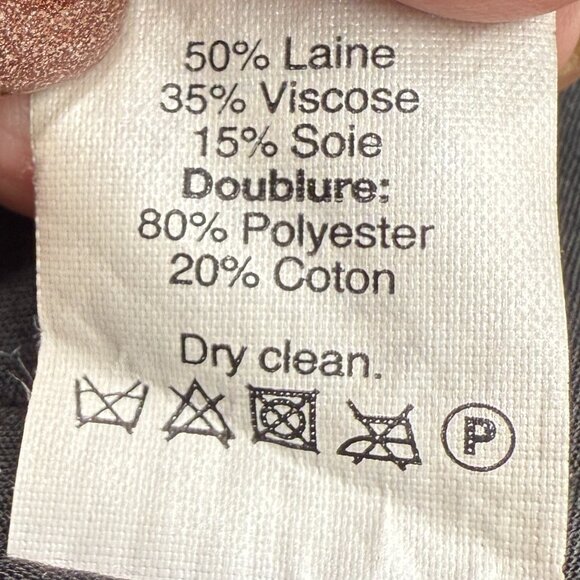 50% Laine
35% Viscose
15% Soie
Doublure:
80% Polyester
20% Coton
Dry clean.
P